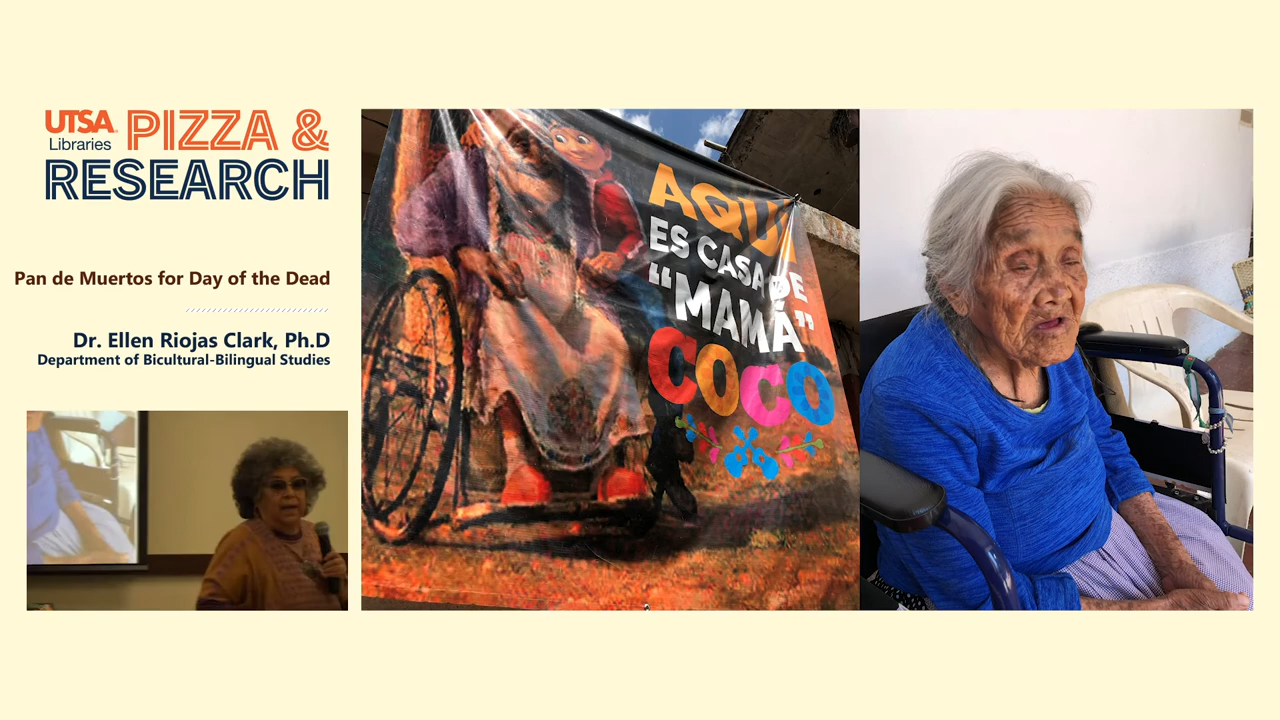 UTSA
Libraries
PIZZA &
RESEARCH
Pan de Muertos for Day of the Dead
Dr. Ellen Riojas Clark, Ph.D
Department of Bicultural-Bilingual Studies
AQUÍ
ES CASA DE
“MAMÁ”
COCO